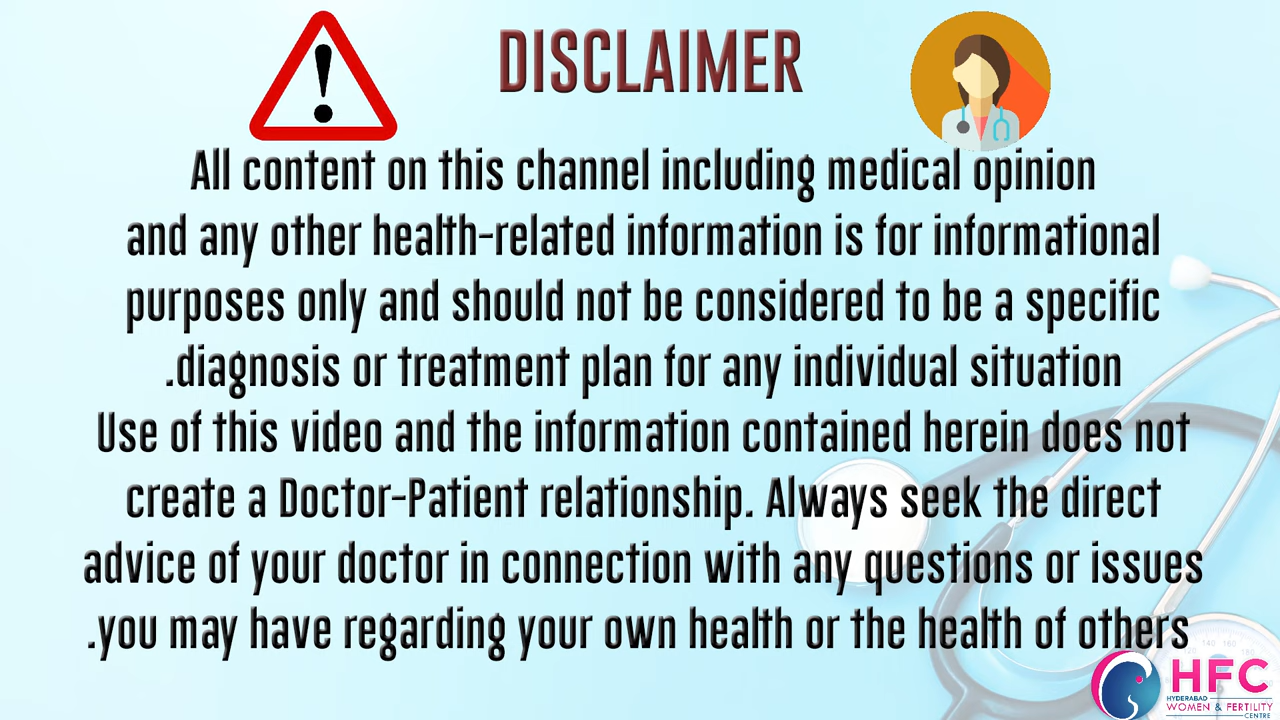 DISCLAIMER
All content on this channel including medical opinion
and any other health-related information is for informational
purposes only and should not be considered to be a specific
.diagnosis or treatment plan for any individual situation
Use of this video and the information contained herein does not
create a Doctor-Patient relationship. Always seek the direct
advice of your doctor in connection with any questions or issues
.you may have regarding your own health or the health of others
140 160
180
HFC
HYDERABAD
WOMEN & FERTILITY
CENTRE